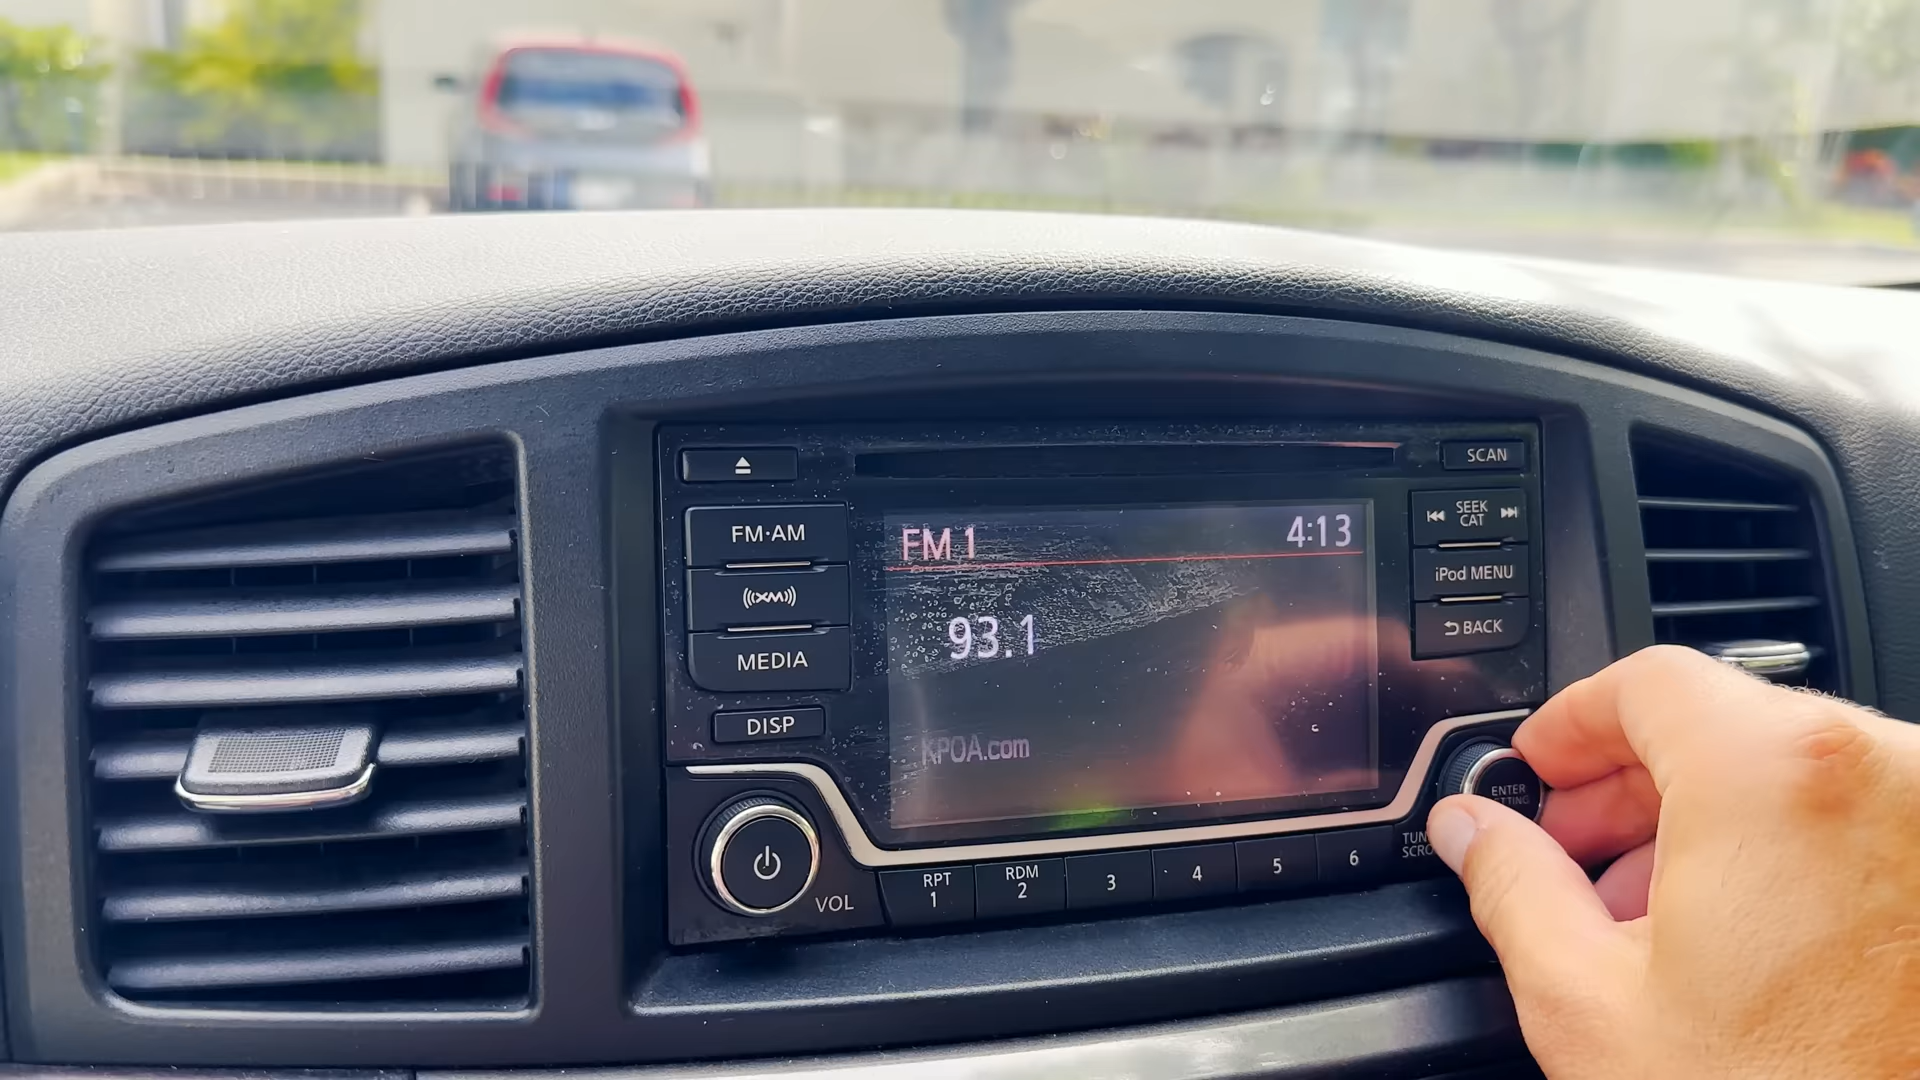 SCAN
FM·AM
SEEK
CAT
FM 1
4:13
((XM))
iPod MENU
93.1
BACK
MEDIA
DISP
KPOA.com
ENTER
VOL
RPT
1
RDM
2
3
4
5
6